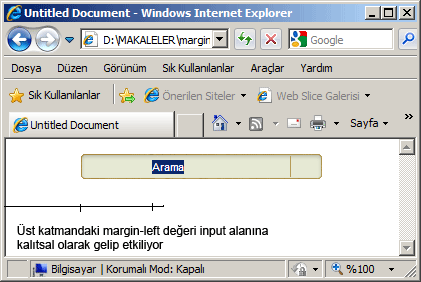 Untitled Document - Windows Internet Explorer
D:\MAKALELER\margin
Google
Dosya Düzen Görünüm Sık Kullanılanlar Araçlar Yardım
Sık Kullanılanlar Önerilen Siteler Web Slice Galerisi
Untitled Document Sayfa
Arama
Üst katmandaki margin-left değeri input alanına
kalıtsal olarak gelip etkiliyor
Bilgisayar | Korumalı Mod: Kapalı %100